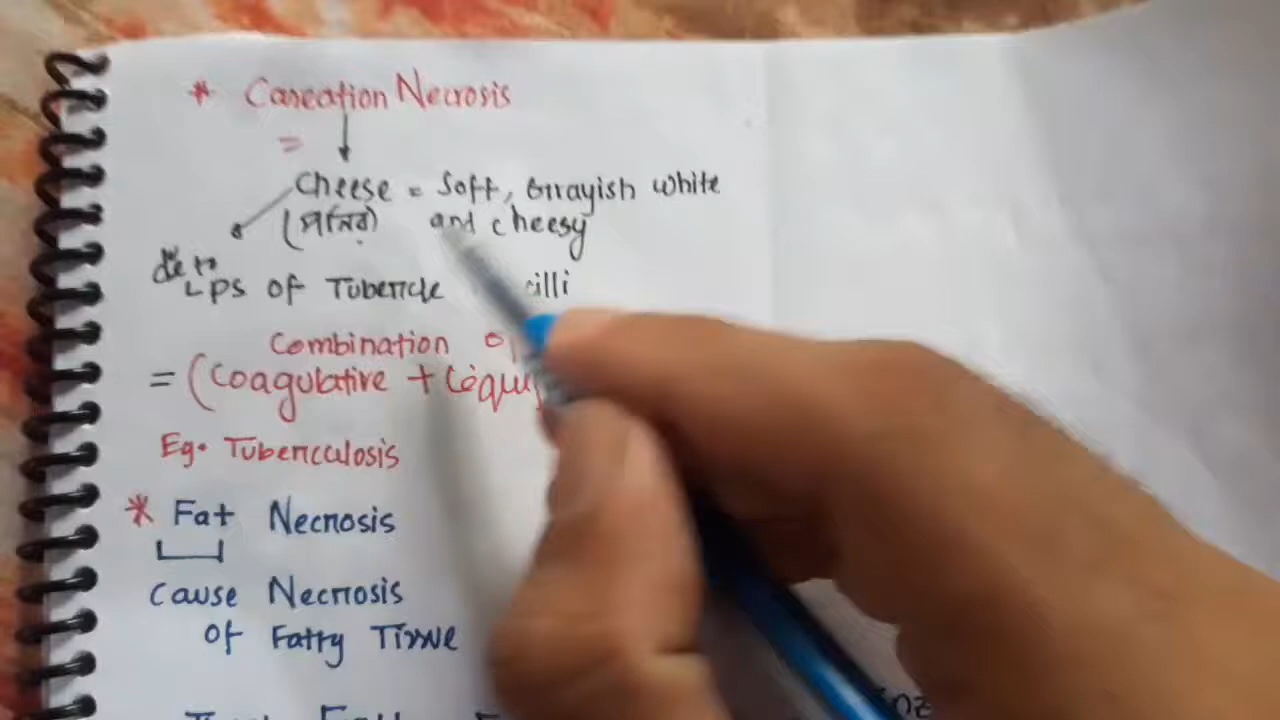 * Caseation Necrosis
=
Cheese = Soft, Grayish white
(পনির) and cheesy
LPS of Tubercle cilli
Combination
= (Coagulative +
Eg. Tuberculosis
* Fat Necrosis
cause Necrosis
of Fatty Tissue